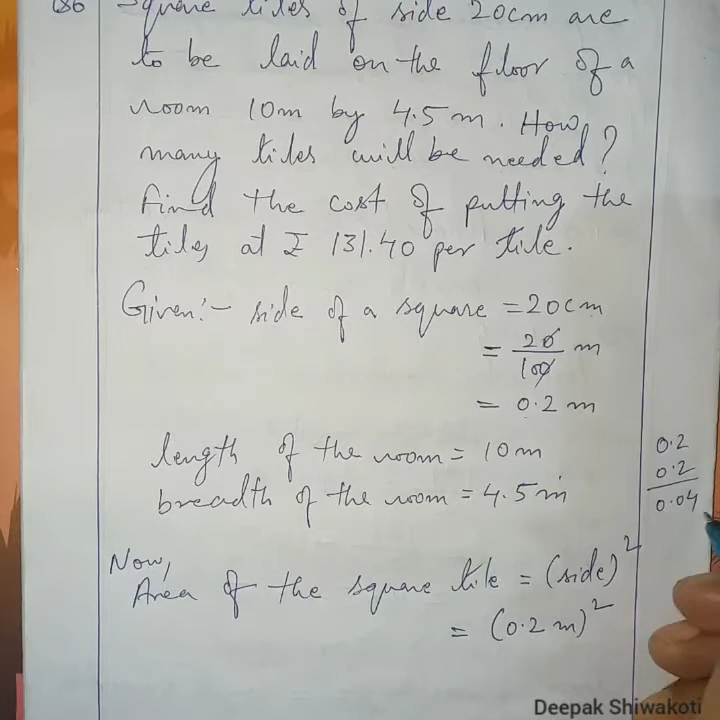 Q6 Square tiles of side 20cm are
to be laid on the floor of a
room 10m by 4.5m. How
many tiles will be needed?
Find the cost of putting the
tiles at ₹ 131.40 per tile.
Given:- side of a square = 20cm
= 20/100 m
= 0.2 m
length of the room = 10m
breadth of the room = 4.5m
0.2
0.2
0.04
Now,
Area of the square tile = (side)²
= (0.2 m)²
Deepak Shiwakoti